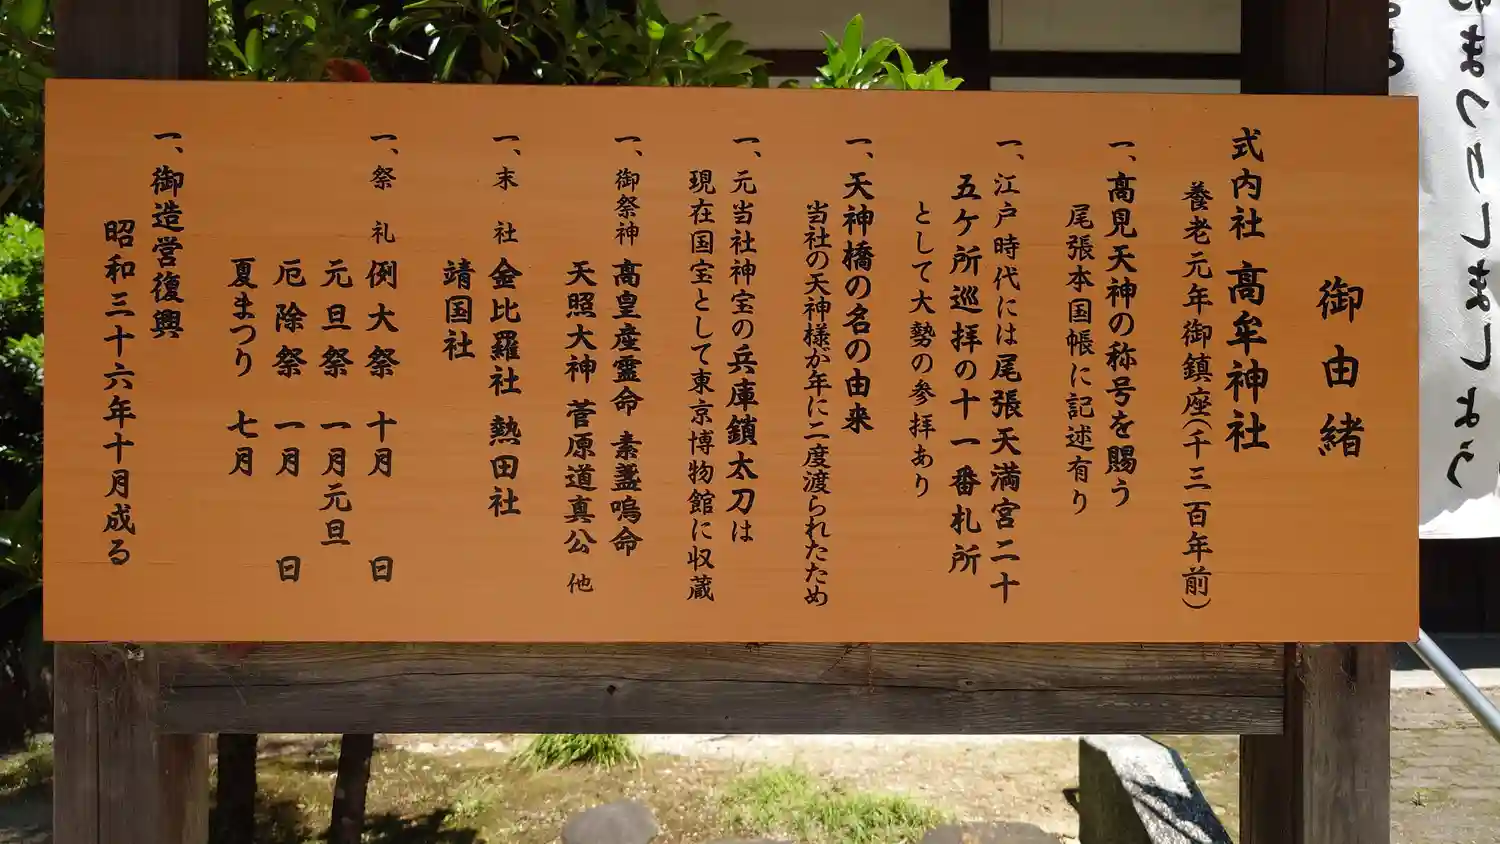 御由緒
式内社 高牟神社
養老元年御鎮座(千三百年前)
一、高見天神の称号を賜う
尾張本国帳に記述有り
一、江戸時代には尾張天満宮二十
五ケ所巡拝の十一番札所
として大勢の参拝あり
一、天神橋の名の由来
当社の天神様か年に二度渡られたため
一、元当社神宝の兵庫鎖太刀は
現在国宝として東京博物館に収蔵
一、御祭神 高皇産霊命 素盞嗚命
天照大神 菅原道真公 他
一、末社 金比羅社 熱田社
靖国社
一、祭礼 例大祭 十月 日
元旦祭 一月元旦
厄除祭 一月 日
夏まつり 七月
一、御造営復興
昭和三十六年十月成る